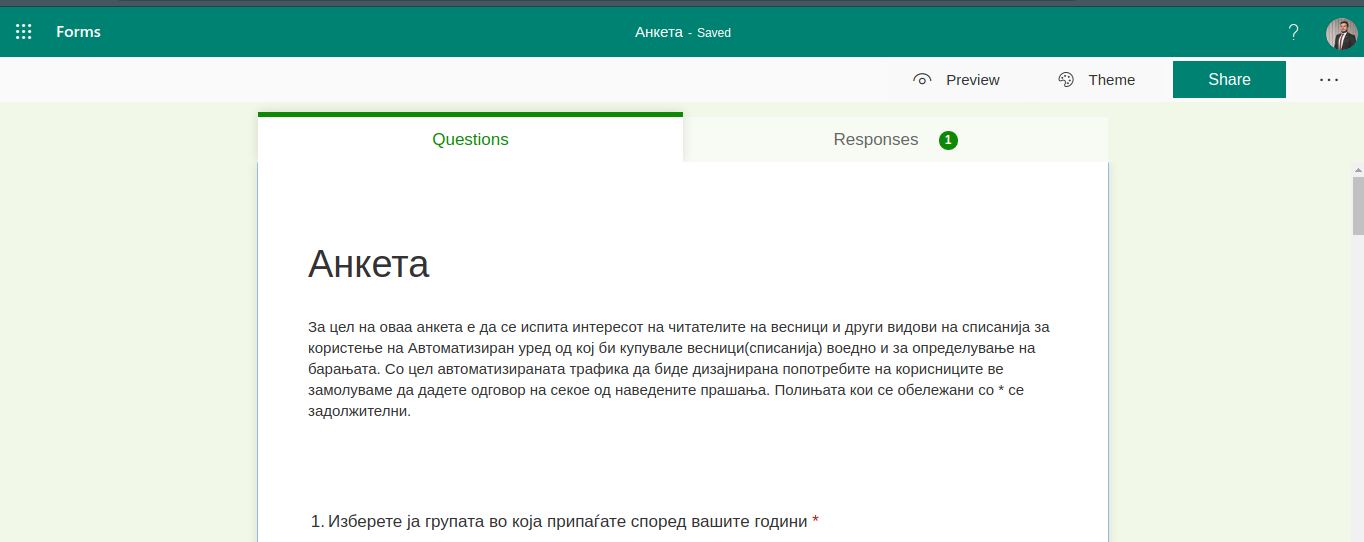 Forms
Анкета - Saved
?
Preview
Theme
Share
...
Questions
Responses 1
Анкета
За цел на оваа анкета е да се испита интересот на читателите на весници и други видови на списанија за
користење на Автоматизиран уред од кој би купувале весници(списанија) воедно и за определување на
барањата. Со цел автоматизираната трафика да биде дизајнирана попотребите на корисниците ве
замолуваме да дадете одговор на секое од наведените прашања. Полињата кои се обележани со * се
задолжителни.
1. Изберете ја групата во која припаѓате според вашите години *